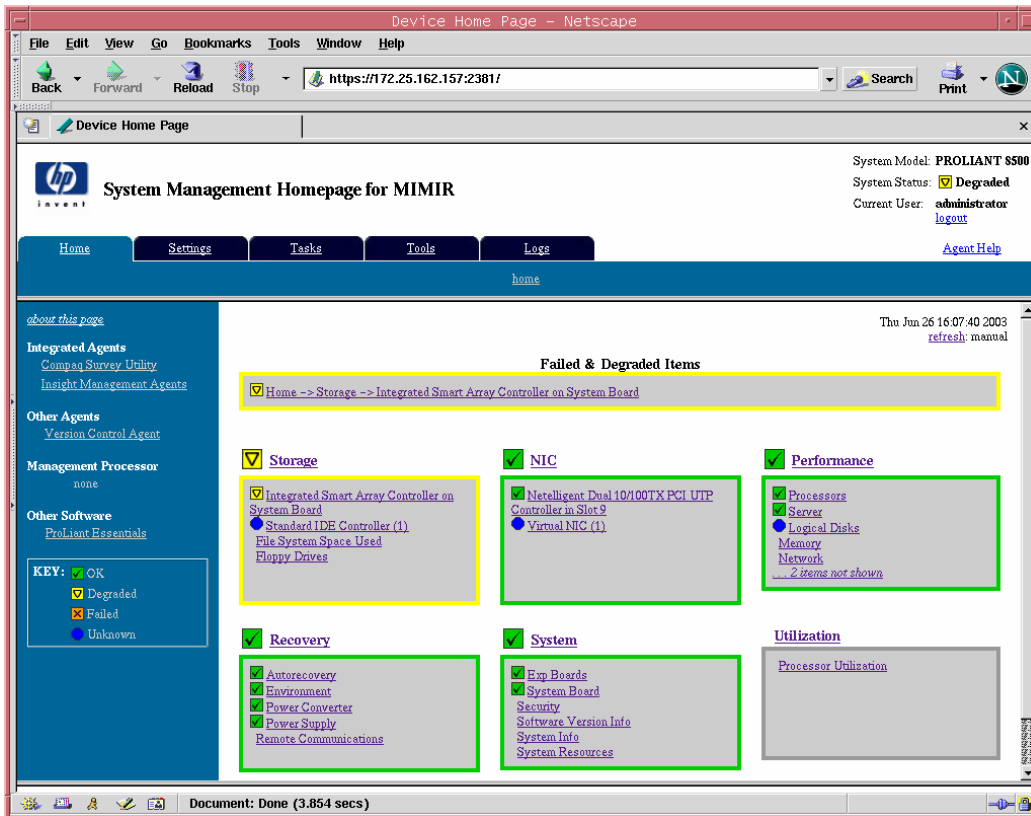 Device Home Page - Netscape
File Edit View Go Bookmarks Tools Window Help
Back Forward Reload Stop https://172.25.162.157:2381/ Search Print N
Device Home Page
hp
invent
System Management Homepage for MIMIR
System Model: PROLIANT 8500
System Status: Degraded
Current User: administrator
logout
Home Settings Tasks Tools Logs
Agent Help
home
about this page
Integrated Agents
Compaq Survey Utility
Insight Management Agents
Other Agents
Version Control Agent
Management Processor
none
Other Software
ProLiant Essentials
KEY: OK
Degraded
Failed
Unknown
Thu Jun 26 16:07:40 2003
refresh: manual
Failed & Degraded Items
Home -> Storage -> Integrated Smart Array Controller on System Board
Storage
Integrated Smart Array Controller on
System Board
Standard IDE Controller (1)
File System Space Used
Floppy Drives
NIC
Netelligent Dual 10/100TX PCI UTP
Controller in Slot 9
Virtual NIC (1)
Performance
Processors
Server
Logical Disks
Memory
Network
. . . 2 items not shown
Recovery
Autorecovery
Environment
Power Converter
Power Supply
Remote Communications
System
Exp Boards
System Board
Security
Software Version Info
System Info
System Resources
Utilization
Processor Utilization
Document: Done (3.854 secs)